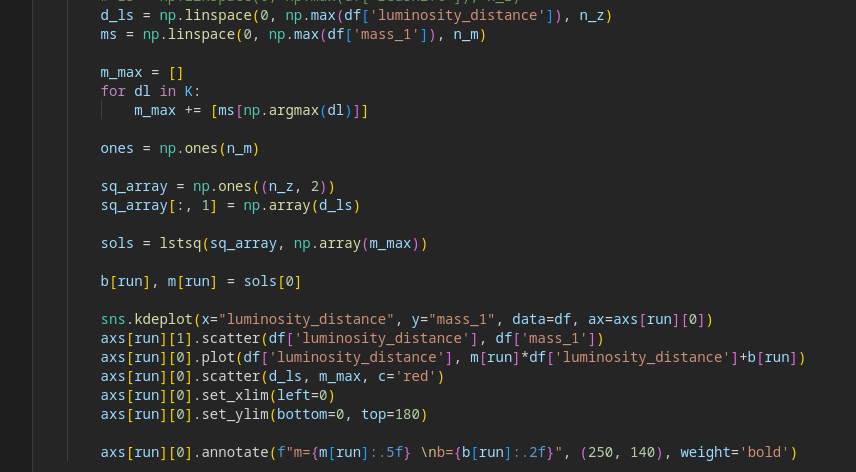 d_ls = np.linspace(0, np.max(df['luminosity_distance']), n_z)
ms = np.linspace(0, np.max(df['mass_1']), n_m)
m_max = []
for dl in K:
m_max += [ms[np.argmax(dl)]]
ones = np.ones(n_m)
sq_array = np.ones((n_z, 2))
sq_array[:, 1] = np.array(d_ls)
sols = lstsq(sq_array, np.array(m_max))
b[run], m[run] = sols[0]
sns.kdeplot(x="luminosity_distance", y="mass_1", data=df, ax=axs[run][0])
axs[run][1].scatter(df['luminosity_distance'], df['mass_1'])
axs[run][0].plot(df['luminosity_distance'], m[run]*df['luminosity_distance']+b[run])
axs[run][0].scatter(d_ls, m_max, c='red')
axs[run][0].set_xlim(left=0)
axs[run][0].set_ylim(bottom=0, top=180)
axs[run][0].annotate(f"m={m[run]:.5f} \nb={b[run]:.2f}", (250, 140), weight='bold')